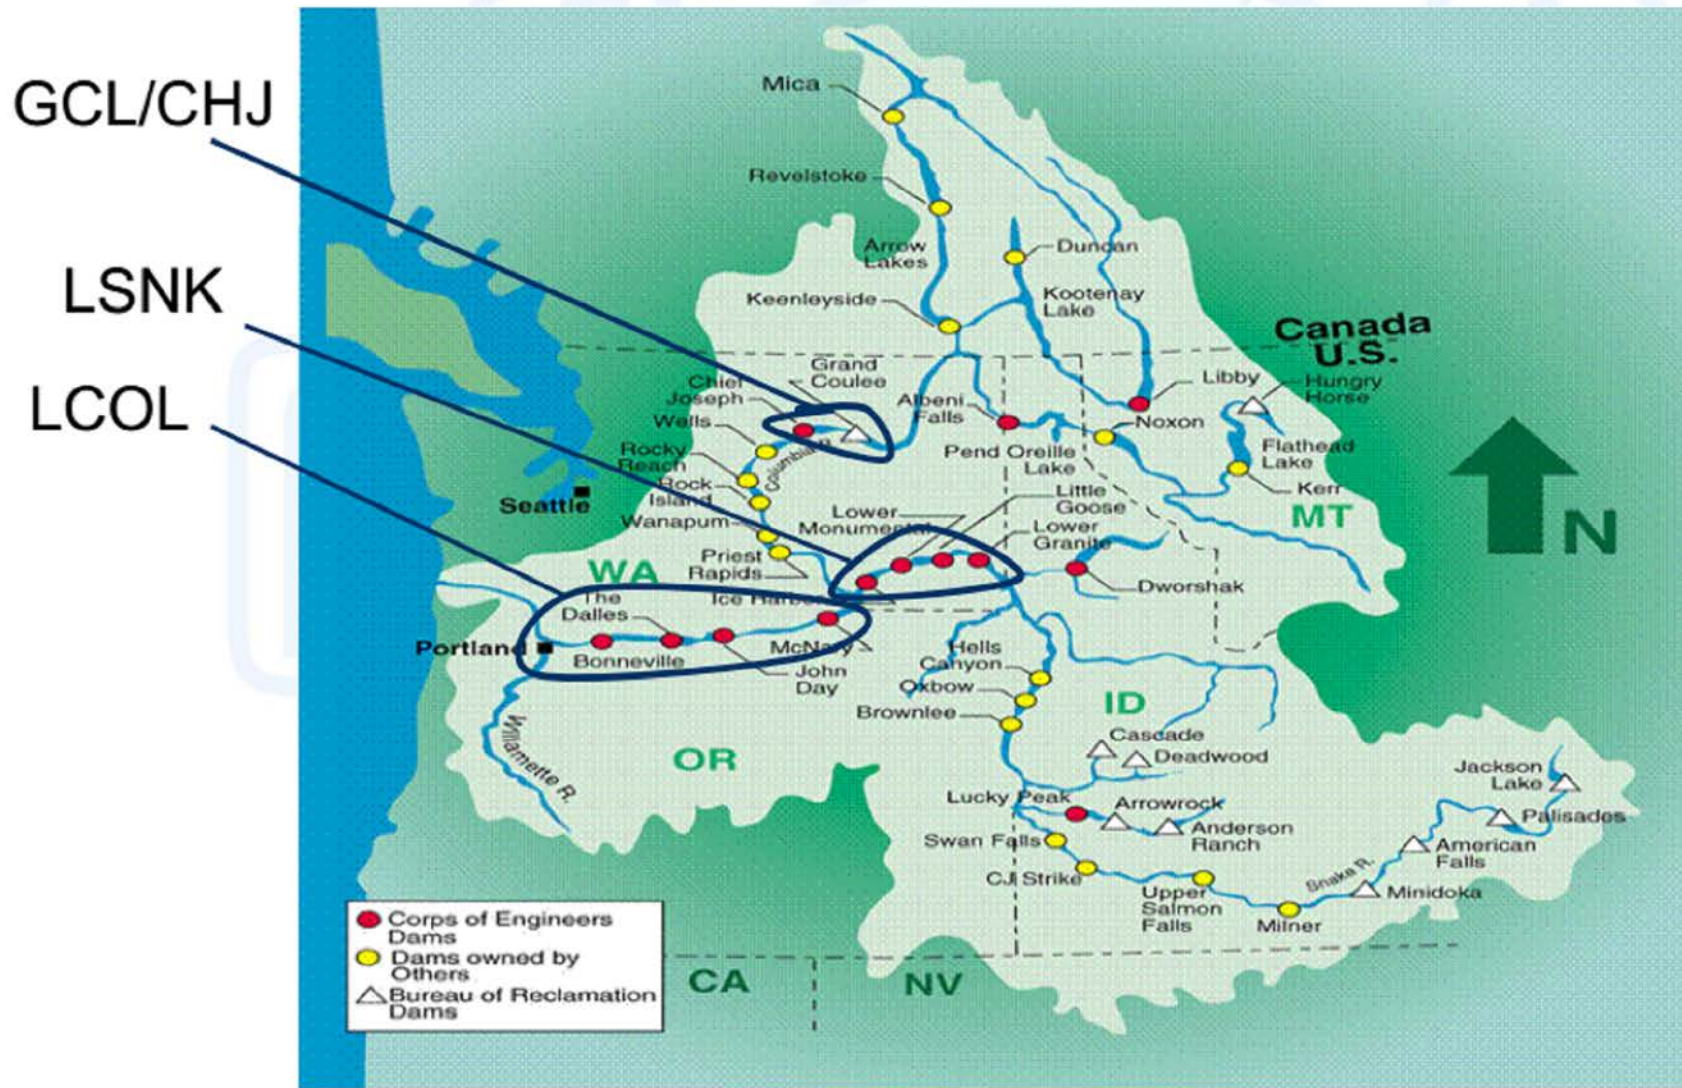 GCL/CHJ
LSNK
LCOL
Mica
Revelstoke
Arrow
Lakes
Duncan
Keenleyside
Kootenay
Lake
Canada
U.S.
Grand
Coulee
Chief
Joseph
Albeni
Falls
Libby
Hungry
Horse
Wells
Noxon
Rocky
Reach
Columbia R.
Pend Oreille
Lake
Flathead
Lake
Rock
Island
Kerr
Seattle
Little
Goose
Wanapum
Lower
Monumental
Lower
Granite
MT
N
Priest
Rapids
WA
Dworshak
Ice Harbor
The
Dalles
Portland
Bonneville
McNary
John
Day
Hells
Canyon
Oxbow
Brownlee
ID
Willamette R.
OR
Cascade
Deadwood
Jackson
Lake
Lucky Peak
Arrowrock
Palisades
Anderson
Ranch
Swan Falls
American
Falls
CJ Strike
Upper
Salmon
Falls
Snake R.
Minidoka
Milner
Corps of Engineers
Dams
Dams owned by
Others
Bureau of Reclamation
Dams
CA
NV